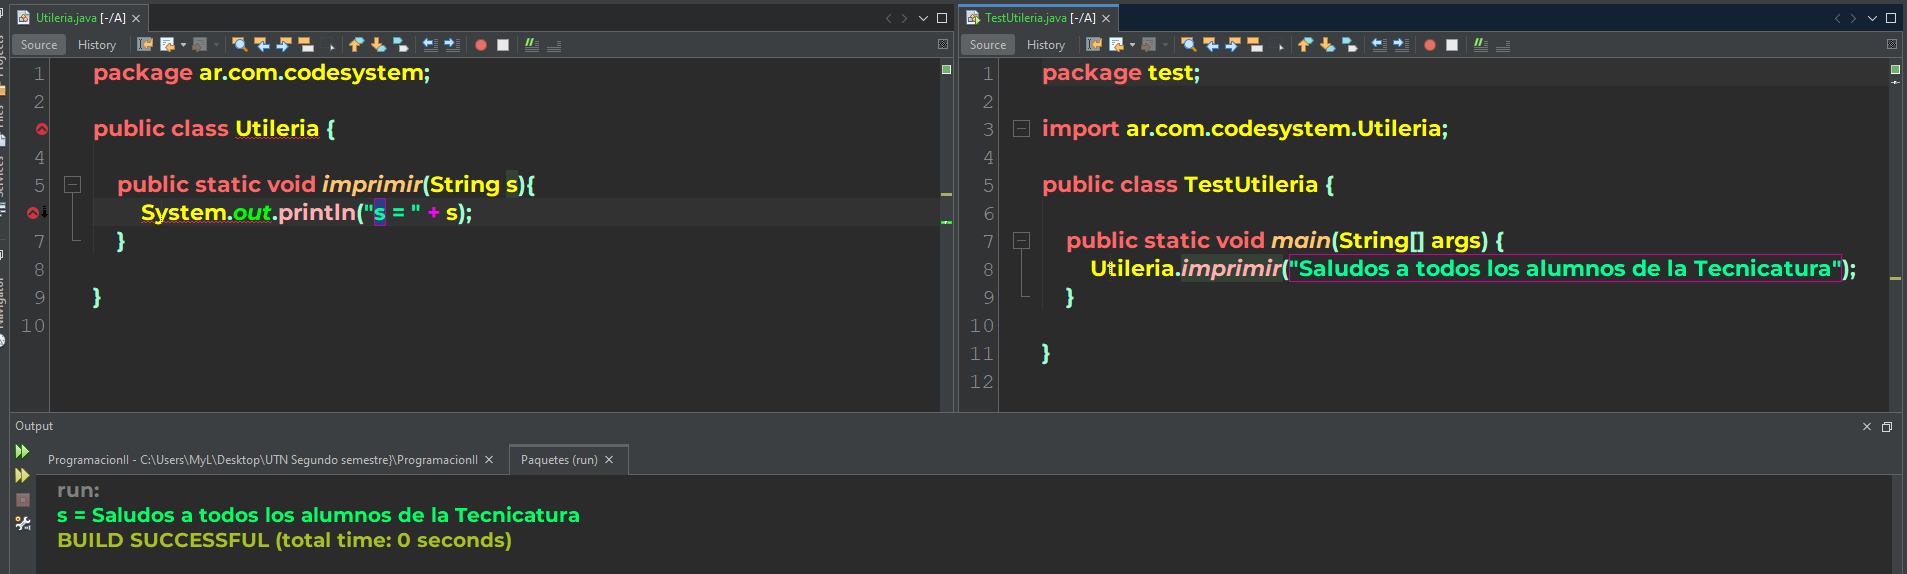 Utileria.java [-/A]
Source History
1 package ar.com.codesystem;
2
public class Utileria {
4
5 public static void imprimir(String s){
System.out.println("s = " + s);
7 }
8
9 }
10
TestUtileria.java [-/A]
Source History
1 package test;
2
3 import ar.com.codesystem.Utileria;
4
5 public class TestUtileria {
6
7 public static void main(String[] args) {
8 Utileria.imprimir("Saludos a todos los alumnos de la Tecnicatura");
9 }
10
11 }
12
Output
ProgramacionII - C:\Users\MyL\Desktop\UTN Segundo semestre}\ProgramacionII
Paquetes (run)
run:
s = Saludos a todos los alumnos de la Tecnicatura
BUILD SUCCESSFUL (total time: 0 seconds)